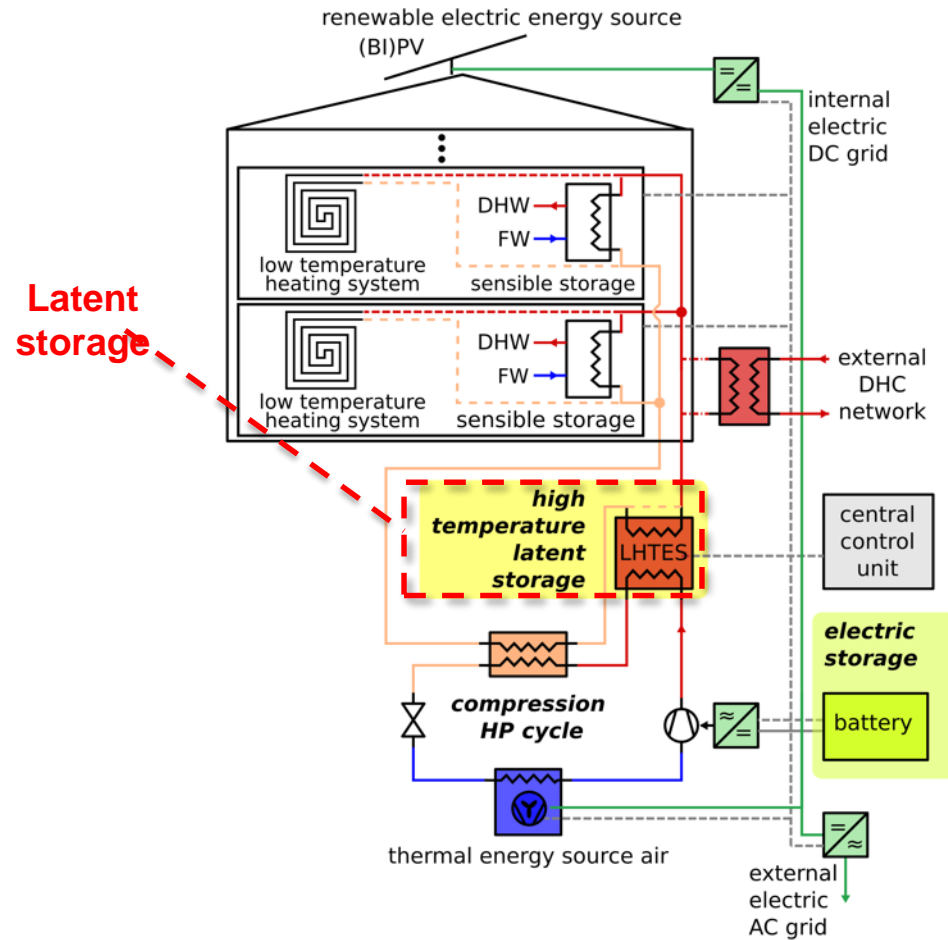 renewable electric energy source
(BI)PV
internal
electric
DC grid
DHW
FW
low temperature
heating system
sensible storage
Latent
storage
DHW
FW
low temperature
heating system
sensible storage
external
DHC
network
high
temperature
latent
storage
LHTES
central
control
unit
electric
storage
battery
compression
HP cycle
thermal energy source air
external
electric
AC grid